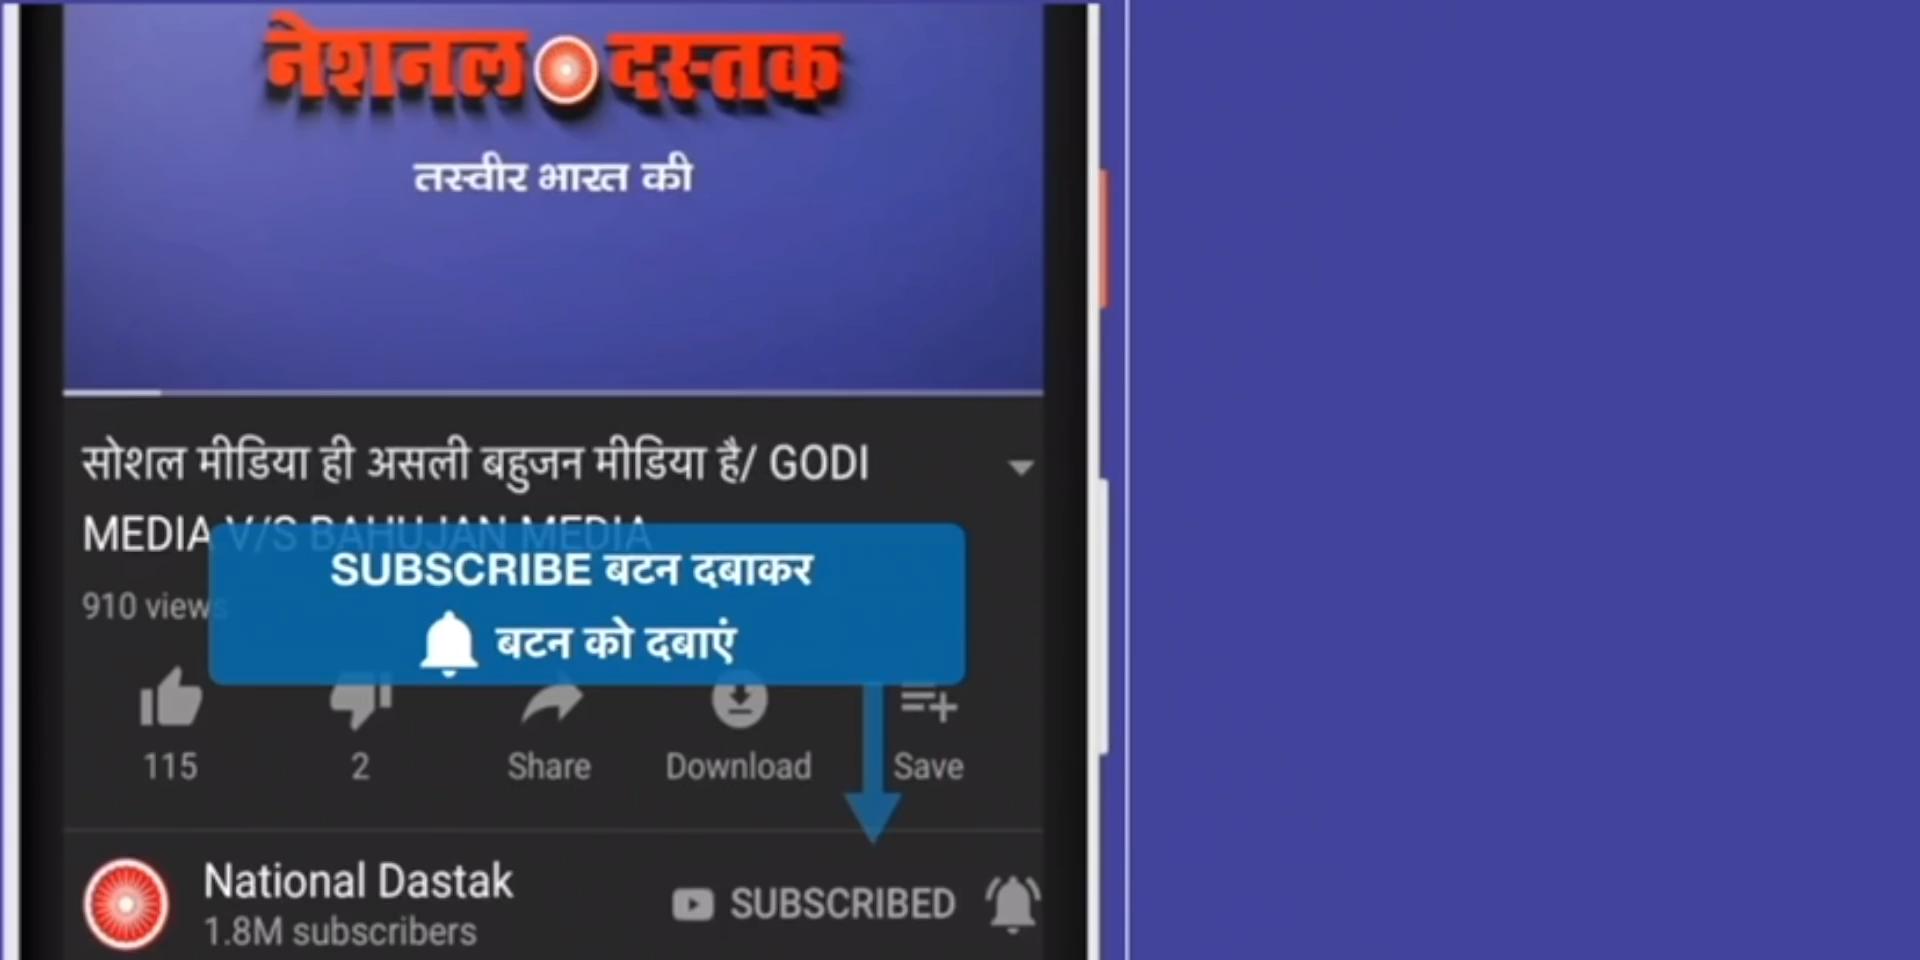 नेशनल दस्तक
तस्वीर भारत की
सोशल मीडिया ही असली बहुजन मीडिया है/ GODI
MEDIA V/S BAHUJAN MEDIA
SUBSCRIBE बटन दबाकर
बटन को दबाएं
910 views
115
2
Share
Download
Save
National Dastak
1.8M subscribers
SUBSCRIBED